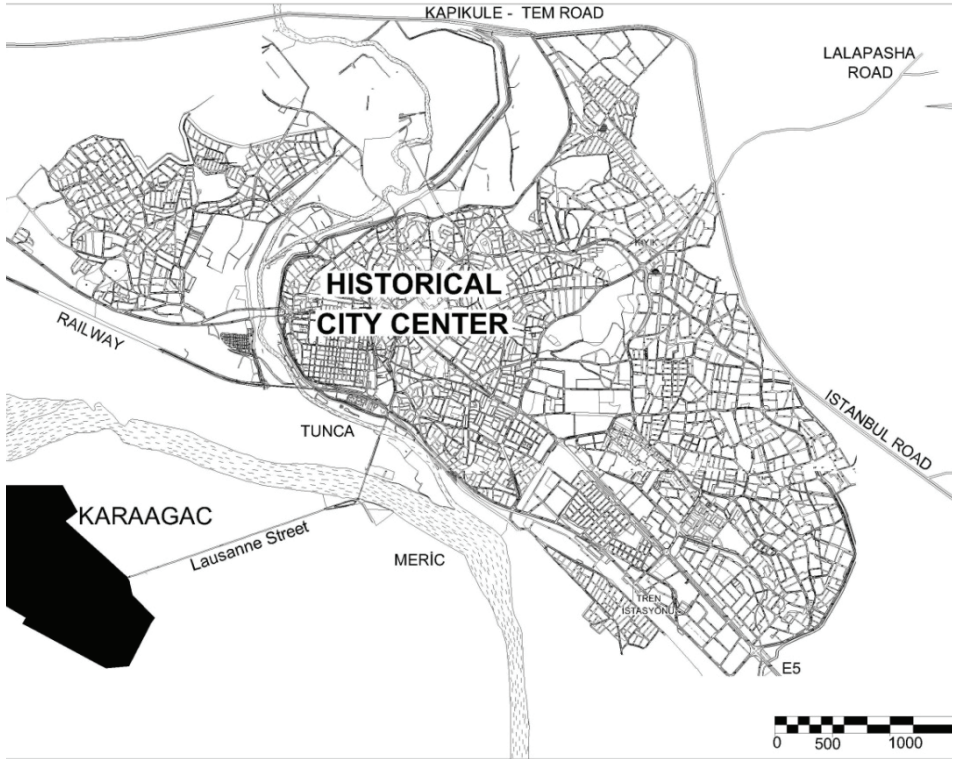 KAPIKULE - TEM ROAD
LALAPASHA
ROAD
KIYIK
HISTORICAL
CITY CENTER
RAILWAY
ISTANBUL ROAD
TUNCA
KARAAGAC
Lausanne Street
MERİC
TREN
İSTASYONU
E5
0 500 1000